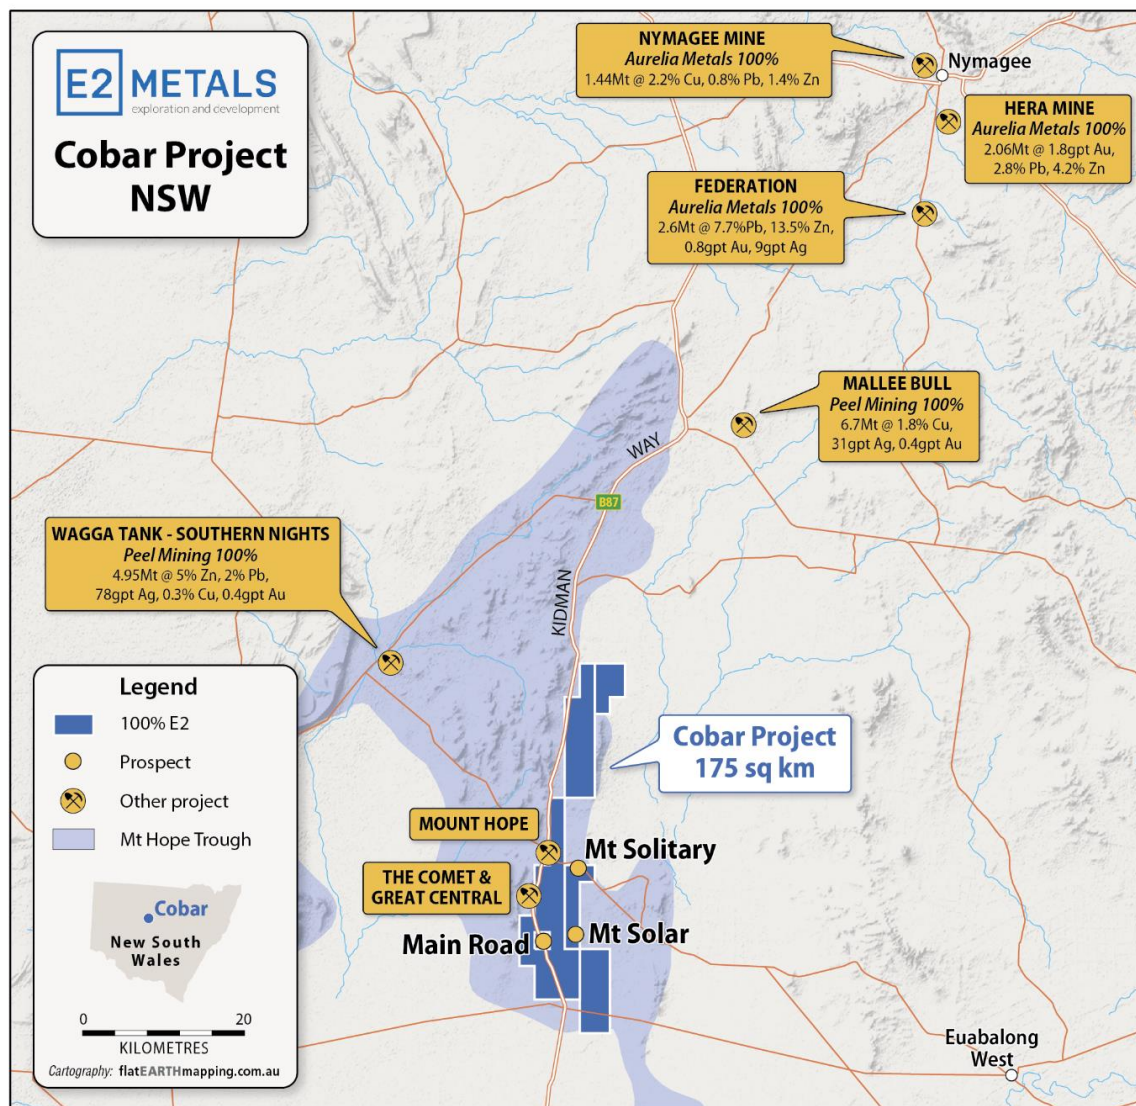 E2 METALS
exploration and development
Cobar Project
NSW
NYMAGEE MINE
Aurelia Metals 100%
1.44Mt @ 2.2% Cu, 0.8% Pb, 1.4% Zn
Nymagee
HERA MINE
Aurelia Metals 100%
2.06Mt @ 1.8gpt Au,
2.8% Pb, 4.2% Zn
FEDERATION
Aurelia Metals 100%
2.6Mt @ 7.7%Pb, 13.5% Zn,
0.8gpt Au, 9gpt Ag
MALLEE BULL
Peel Mining 100%
6.7Mt @ 1.8% Cu,
31gpt Ag, 0.4gpt Au
WAY
B87
KIDMAN
WAGGA TANK - SOUTHERN NIGHTS
Peel Mining 100%
4.95Mt @ 5% Zn, 2% Pb,
78gpt Ag, 0.3% Cu, 0.4gpt Au
Cobar Project
175 sq km
MOUNT HOPE
Mt Solitary
THE COMET &
GREAT CENTRAL
Main Road
Mt Solar
Euabalong
West
Legend
100% E2
Prospect
Other project
Mt Hope Trough
Cobar
New South
Wales
0 20
KILOMETRES
Cartography: flatEARTHmapping.com.au